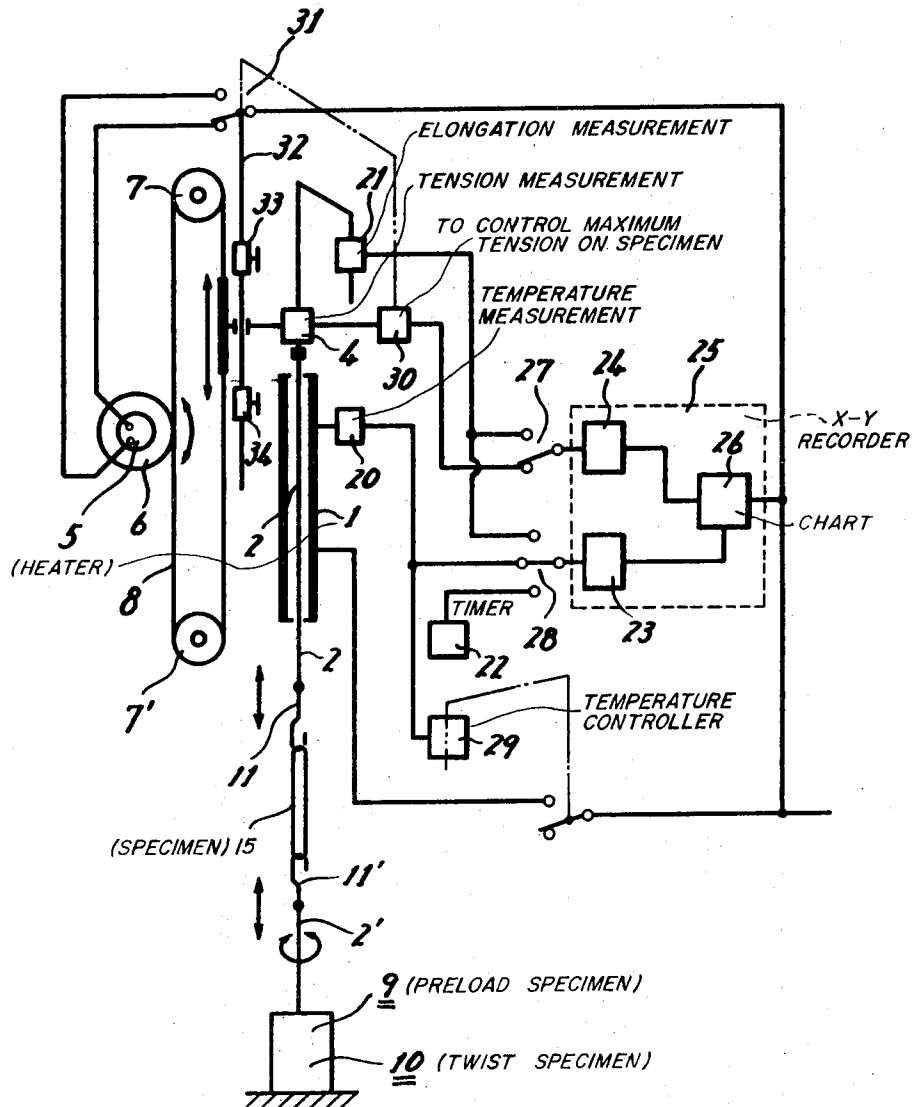 31
ELONGATION MEASUREMENT
32
7
21
TENSION MEASUREMENT
33
TO CONTROL MAXIMUM
TENSION ON SPECIMEN
TEMPERATURE
MEASUREMENT
4
30
27
24
25
X-Y
RECORDER
34
20
26
5
6
2
1
CHART
(HEATER)
8
TIMER
28
23
22
7'
2
TEMPERATURE
CONTROLLER
29
11
(SPECIMEN) 15
11'
2'
9 (PRELOAD SPECIMEN)
10 (TWIST SPECIMEN)